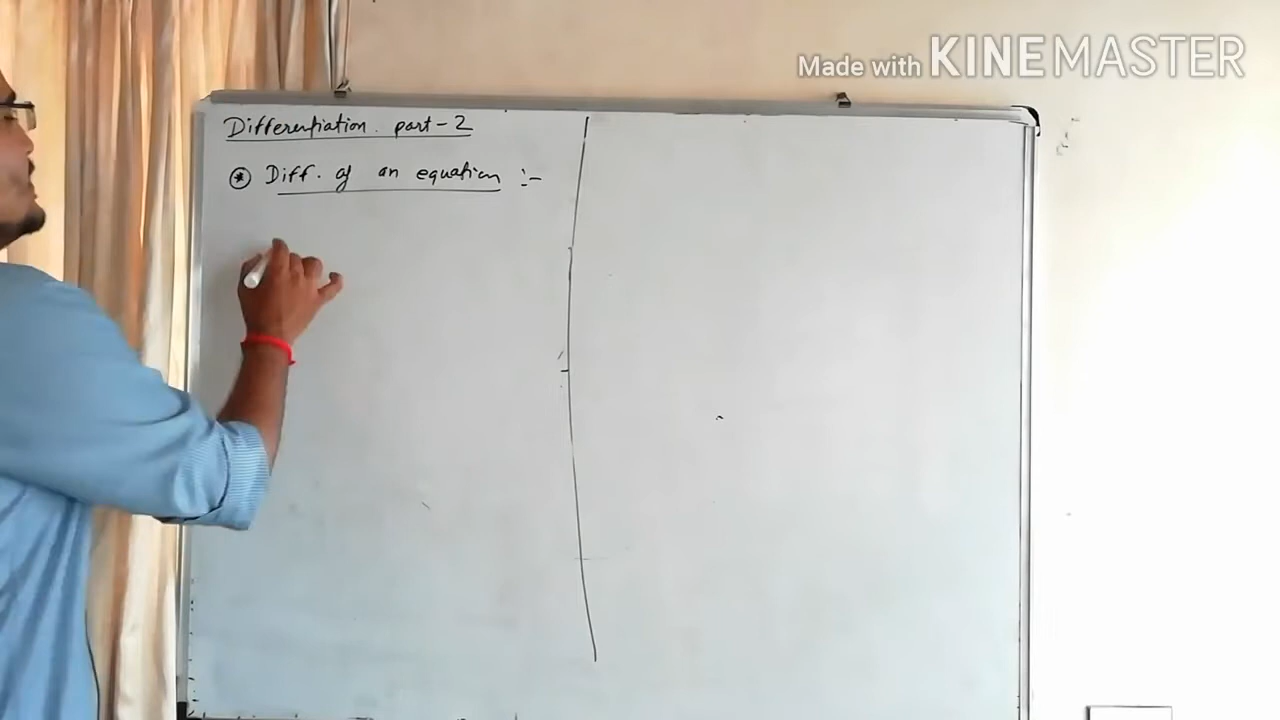 Made with KINEMASTER
Differentiation. part-2
* Diff. of an equation :-